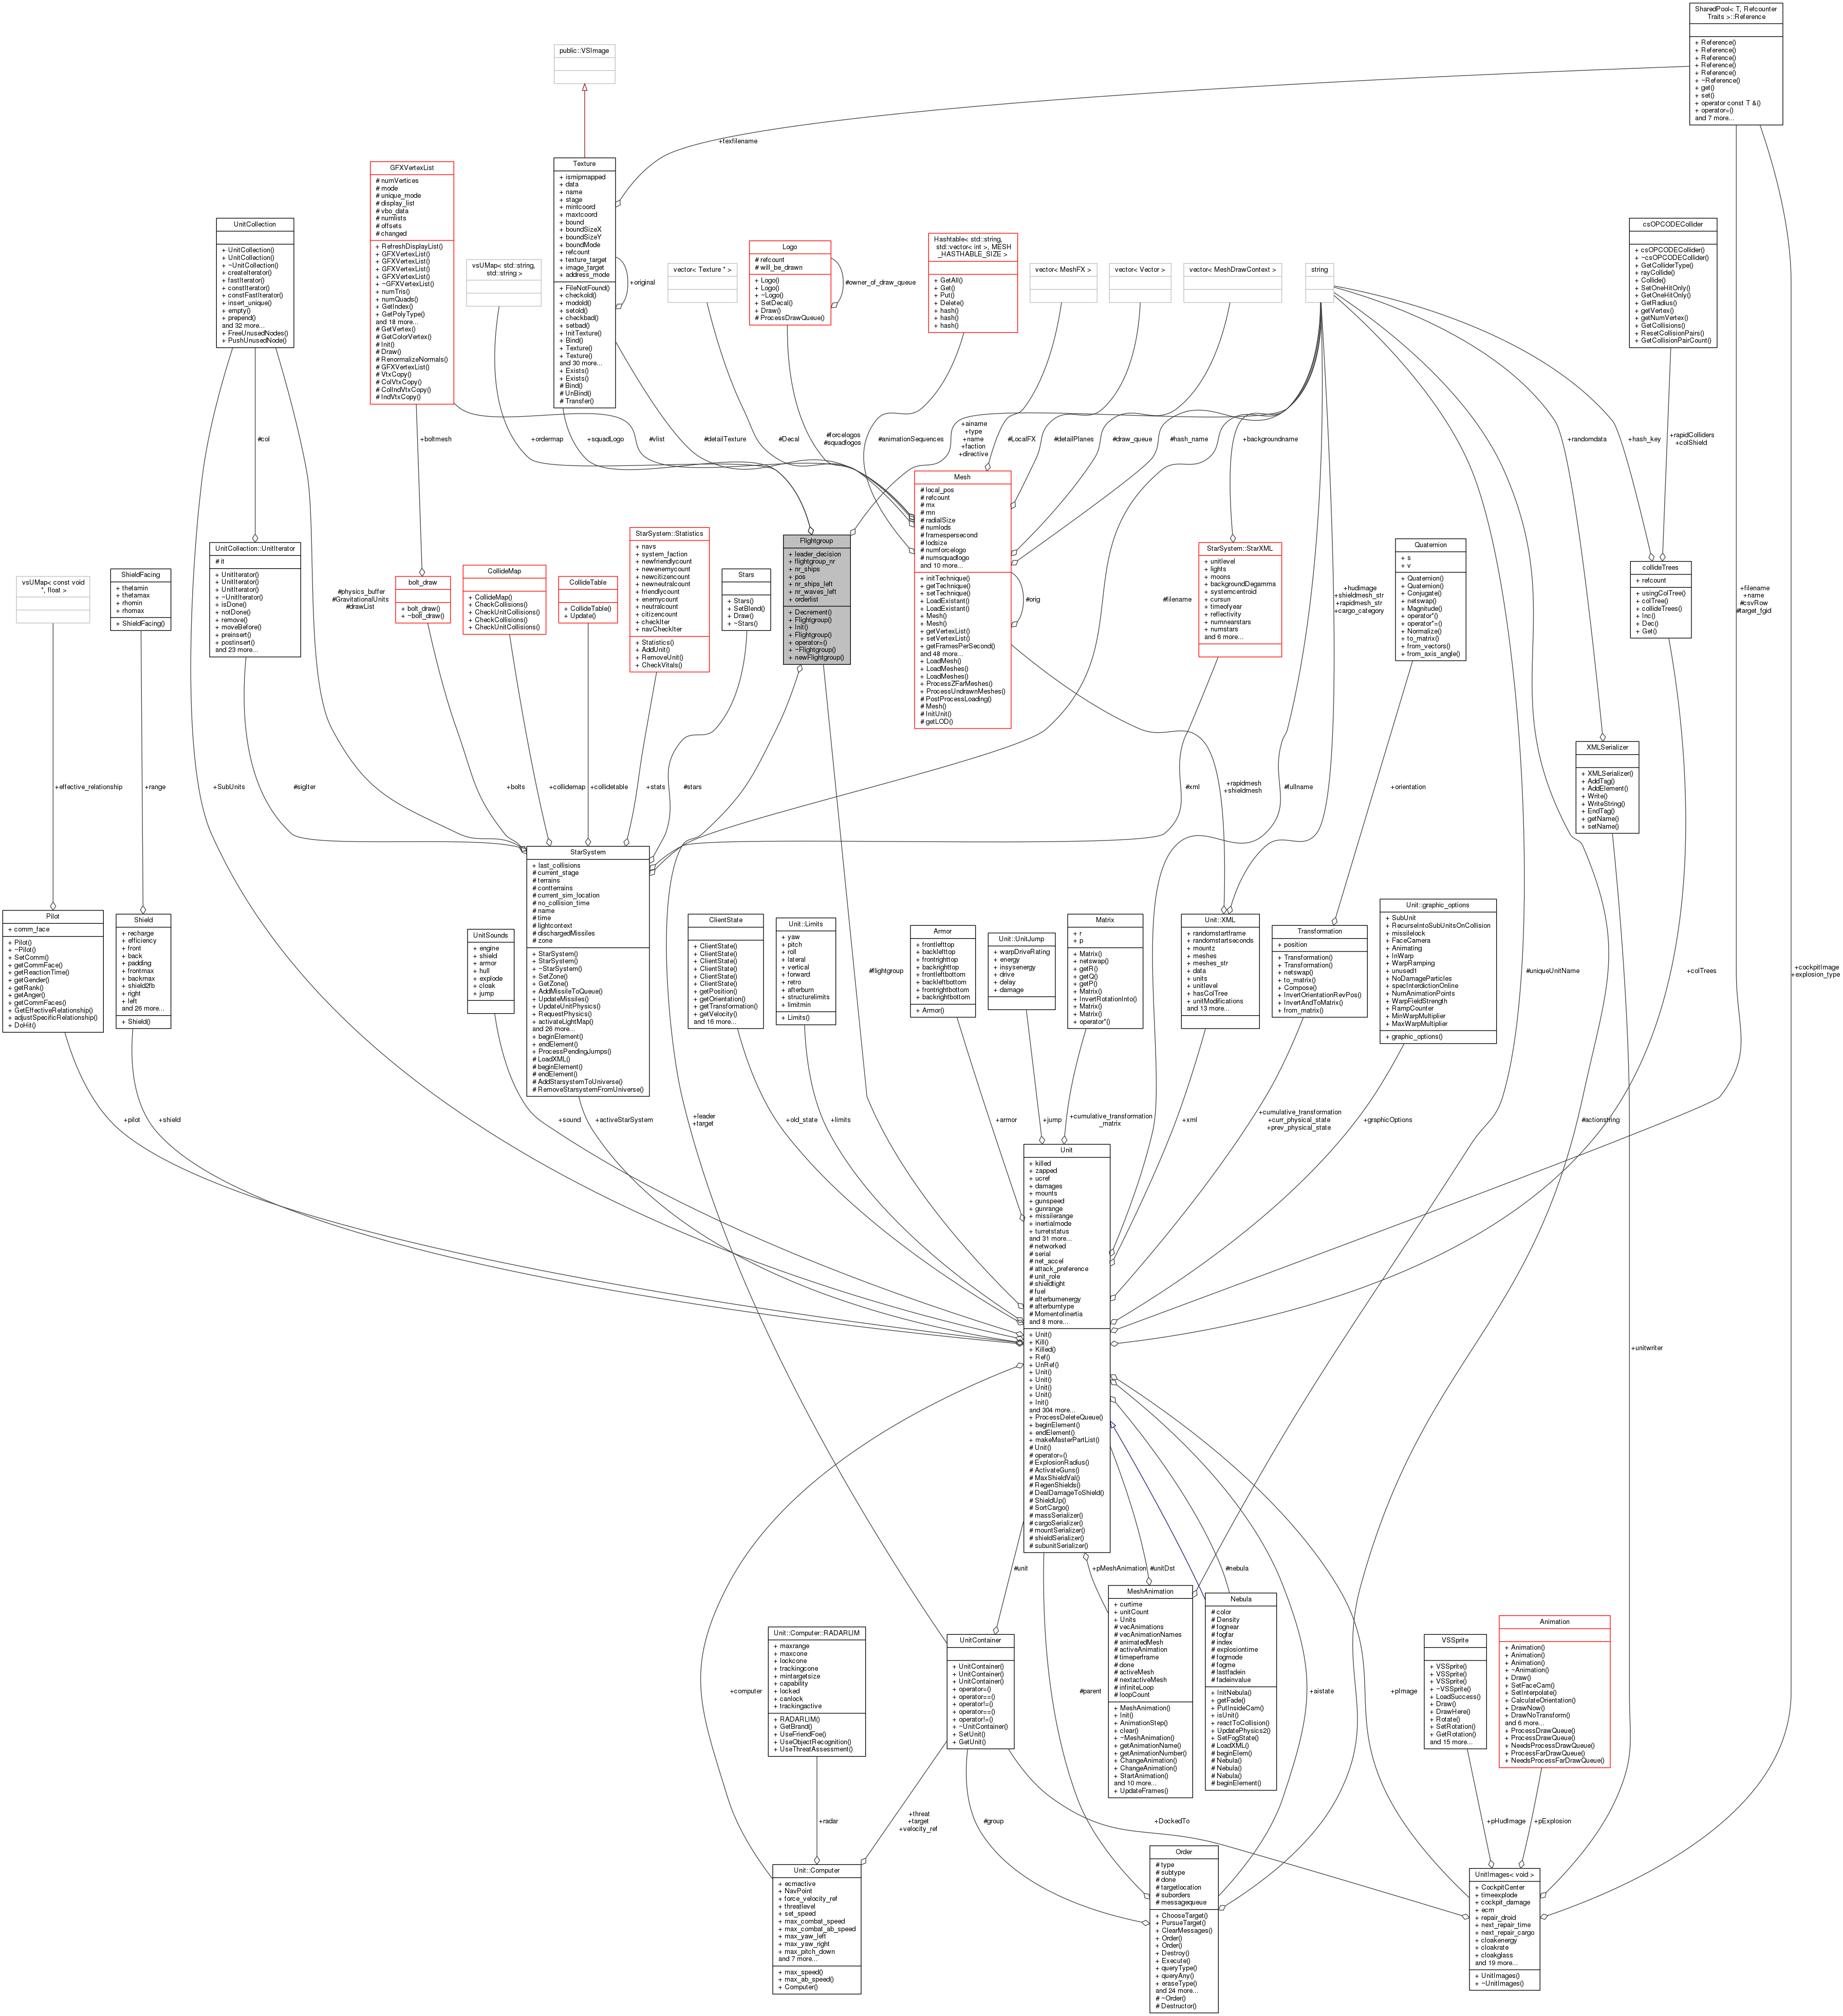 SharedPool< T, Refcounter
Traits >::Reference
+ Reference()
+ Reference()
+ Reference()
+ Reference()
+ Reference()
+ ~Reference()
+ get()
+ set()
+ operator const T &()
+ operator=()
and 7 more...
public::VSImage
+texfilename
Texture
+ ismipmapped
+ data
+ name
+ stage
+ mintcoord
+ maxtcoord
+ bound
+ boundSizeX
+ boundSizeY
+ boundMode
+ refcount
+ texture_target
+ image_target
+ address_mode
+ FileNotFound()
+ checkold()
+ modold()
+ setold()
+ checkbad()
+ setbad()
+ InitTexture()
+ Bind()
+ Texture()
+ Texture()
and 30 more...
+ Exists()
+ Exists()
# Bind()
# UnBind()
# Transfer()
+original
GFXVertexList
# numVertices
# mode
# unique_mode
# display_list
# vbo_data
# numlists
# offsets
# changed
+ RefreshDisplayList()
+ GFXVertexList()
+ GFXVertexList()
+ GFXVertexList()
+ GFXVertexList()
+ ~GFXVertexList()
+ numTris()
+ numQuads()
+ GetIndex()
+ GetPolyType()
and 18 more...
# GetVertex()
# GetColorVertex()
# Init()
# Draw()
# RenormalizeNormals()
# GFXVertexList()
# VtxCopy()
# ColVtxCopy()
# ColIndVtxCopy()
# IndVtxCopy()
UnitCollection
+ UnitCollection()
+ UnitCollection()
+ ~UnitCollection()
+ createIterator()
+ fastIterator()
+ constIterator()
+ constFastIterator()
+ insert_unique()
+ empty()
+ prepend()
and 32 more...
+ FreeUnusedNodes()
+ PushUnusedNode()
vsUMap< std::string,
std::string >
vector< Texture * >
Logo
# refcount
# will_be_drawn
+ Logo()
+ Logo()
+ ~Logo()
+ SetDecal()
+ Draw()
# ProcessDrawQueue()
#owner_of_draw_queue
Hashtable< std::string,
std::vector< int >, MESH
_HASTHABLE_SIZE >
+ GetAll()
+ Get()
+ Put()
+ Delete()
+ hash()
+ hash()
+ hash()
vector< MeshFX >
vector< Vector >
vector< MeshDrawContext >
string
csOPCODECollider
+ csOPCODECollider()
+ ~csOPCODECollider()
+ GetColliderType()
+ rayCollide()
+ Collide()
+ SetOneHitOnly()
+ GetOneHitOnly()
+ GetRadius()
+ getVertex()
+ getNumVertex()
+ GetCollisions()
+ ResetCollisionPairs()
+ GetCollisionPairCount()
#col
+boltmesh
+ordermap
+squadLogo
#vlist
#detailTexture
#Decal
#forcelogos
#squadlogos
#animationSequences
+ainame
+type
+name
+faction
+directive
#LocalFX
#detailPlanes
#draw_queue
#hash_name
+backgroundname
+randomdata
+hash_key
+rapidColliders
+colShield
UnitCollection::UnitIterator
# it
+ UnitIterator()
+ UnitIterator()
+ UnitIterator()
+ ~UnitIterator()
+ isDone()
+ notDone()
+ remove()
+ moveBefore()
+ preinsert()
+ postinsert()
and 23 more...
vsUMap< const void
*, float >
ShieldFacing
+ thetamin
+ thetamax
+ rhomin
+ rhomax
+ ShieldFacing()
#physics_buffer
#GravitationalUnits
#drawList
bolt_draw
+ bolt_draw()
+ ~bolt_draw()
CollideMap
+ CollideMap()
+ CheckCollisions()
+ CheckUnitCollisions()
+ CheckCollisions()
+ CheckUnitCollisions()
CollideTable
+ CollideTable()
+ Update()
StarSystem::Statistics
+ navs
+ system_faction
+ newfriendlycount
+ newenemycount
+ newcitizencount
+ newneutralcount
+ friendlycount
+ enemycount
+ neutralcount
+ citizencount
+ checkIter
+ navCheckIter
+ Statistics()
+ AddUnit()
+ RemoveUnit()
+ CheckVitals()
Stars
+ Stars()
+ SetBlend()
+ Draw()
+ ~Stars()
Flightgroup
+ leader_decision
+ flightgroup_nr
+ nr_ships
+ pos
+ nr_ships_left
+ nr_waves_left
+ orderlist
+ Decrement()
+ Flightgroup()
+ Init()
+ Flightgroup()
+ operator=()
+ ~Flightgroup()
+ newFlightgroup()
Mesh
# local_pos
# refcount
# mx
# mn
# radialSize
# numlods
# framespersecond
# lodsize
# numforcelogo
# numsquadlogo
and 10 more...
+ initTechnique()
+ getTechnique()
+ setTechnique()
+ LoadExistant()
+ LoadExistant()
+ Mesh()
+ Mesh()
+ getVertexList()
+ setVertexList()
+ getFramesPerSecond()
and 48 more...
+ LoadMesh()
+ LoadMeshes()
+ LoadMeshes()
+ ProcessZFarMeshes()
+ ProcessUndrawnMeshes()
# PostProcessLoading()
# Mesh()
# InitUnit()
# getLOD()
#orig
#filename
StarSystem::StarXML
+ unitlevel
+ lights
+ moons
+ backgroundDegamma
+ systemcentroid
+ cursun
+ timeofyear
+ reflectivity
+ numnearstars
+ numstars
and 6 more...
+hudimage
+shieldmesh_str
+rapidmesh_str
+cargo_category
Quaternion
+ s
+ v
+ Quaternion()
+ Quaternion()
+ Conjugate()
+ netswap()
+ Magnitude()
+ operator*()
+ operator*=()
+ Normalize()
+ to_matrix()
+ from_vectors()
+ from_axis_angle()
collideTrees
+ refcount
+ usingColTree()
+ colTree()
+ collideTrees()
+ Inc()
+ Dec()
+ Get()
+filename
+name
#csvRow
#target_fgid
XMLSerializer
+ XMLSerializer()
+ AddTag()
+ AddElement()
+ Write()
+ WriteString()
+ EndTag()
+ getName()
+ setName()
+effective_relationship
+range
+SubUnits
#sigIter
+bolts
+collidemap
+collidetable
+stats
#stars
#xml
+rapidmesh
+shieldmesh
#fullname
+orientation
StarSystem
+ last_collisions
# current_stage
# terrains
# contterrains
# current_sim_location
# no_collision_time
# name
# time
# lightcontext
# dischargedMissiles
# zone
+ StarSystem()
+ StarSystem()
+ ~StarSystem()
+ SetZone()
+ GetZone()
+ AddMissileToQueue()
+ UpdateMissiles()
+ UpdateUnitPhysics()
+ RequestPhysics()
+ activateLightMap()
and 26 more...
+ beginElement()
+ endElement()
+ ProcessPendingJumps()
# LoadXML()
# beginElement()
# endElement()
# AddStarsystemToUniverse()
# RemoveStarsystemFromUniverse()
Pilot
+ comm_face
+ Pilot()
+ ~Pilot()
+ SetComm()
+ getCommFace()
+ getReactionTime()
+ getGender()
+ getRank()
+ getAnger()
+ getCommFaces()
+ GetEffectiveRelationship()
+ adjustSpecificRelationship()
+ DoHit()
Shield
+ recharge
+ efficiency
+ front
+ back
+ padding
+ frontmax
+ backmax
+ shield2fb
+ right
+ left
and 26 more...
+ Shield()
UnitSounds
+ engine
+ shield
+ armor
+ hull
+ explode
+ cloak
+ jump
ClientState
+ ClientState()
+ ClientState()
+ ClientState()
+ ClientState()
+ ClientState()
+ ClientState()
+ getPosition()
+ getOrientation()
+ getTransformation()
+ getVelocity()
and 16 more...
Unit::Limits
+ yaw
+ pitch
+ roll
+ lateral
+ vertical
+ forward
+ retro
+ afterburn
+ structurelimits
+ limitmin
+ Limits()
#flightgroup
Armor
+ frontlefttop
+ backlefttop
+ frontrighttop
+ backrighttop
+ frontleftbottom
+ backleftbottom
+ frontrightbottom
+ backrightbottom
+ Armor()
Unit::UnitJump
+ warpDriveRating
+ energy
+ insysenergy
+ drive
+ delay
+ damage
Matrix
+ r
+ p
+ Matrix()
+ netswap()
+ getR()
+ getQ()
+ getP()
+ Matrix()
+ InvertRotationInto()
+ Matrix()
+ Matrix()
+ operator*()
Unit::XML
+ randomstartframe
+ randomstartseconds
+ mountz
+ meshes
+ meshes_str
+ data
+ units
+ unitlevel
+ hasColTree
+ unitModifications
and 13 more...
Transformation
+ position
+ Transformation()
+ Transformation()
+ netswap()
+ to_matrix()
+ Compose()
+ InvertOrientationRevPos()
+ InvertAndToMatrix()
+ from_matrix()
Unit::graphic_options
+ SubUnit
+ RecurseIntoSubUnitsOnCollision
+ missilelock
+ FaceCamera
+ Animating
+ InWarp
+ WarpRamping
+ unused1
+ NoDamageParticles
+ specInterdictionOnline
+ NumAnimationPoints
+ WarpFieldStrength
+ RampCounter
+ MinWarpMultiplier
+ MaxWarpMultiplier
+ graphic_options()
#uniqueUnitName
+colTrees
+cockpitImage
+explosion_type
+pilot
+shield
+sound
+activeStarSystem
+leader
+target
+old_state
+limits
+armor
+jump
+cumulative_transformation
_matrix
+xml
+cumulative_transformation
+curr_physical_state
+prev_physical_state
+graphicOptions
#actionstring
Unit
+ killed
+ zapped
+ ucref
+ damages
+ mounts
+ gunspeed
+ gunrange
+ missilerange
+ inertialmode
+ turretstatus
and 31 more...
# networked
# serial
# net_accel
# attack_preference
# unit_role
# shieldtight
# fuel
# afterburnenergy
# afterburntype
# Momentofinertia
and 8 more...
+ Unit()
+ Kill()
+ Killed()
+ Ref()
+ UnRef()
+ Unit()
+ Unit()
+ Unit()
+ Unit()
+ Init()
and 304 more...
+ ProcessDeleteQueue()
+ beginElement()
+ endElement()
+ makeMasterPartList()
# Unit()
# operator=()
# ExplosionRadius()
# ActivateGuns()
# MaxShieldVal()
# RegenShields()
# DealDamageToShield()
# ShieldUp()
# SortCargo()
# massSerializer()
# cargoSerializer()
# mountSerializer()
# shieldSerializer()
# subunitSerializer()
+unitwriter
#unit
+pMeshAnimation
#unitDst
#nebula
MeshAnimation
+ curtime
+ unitCount
+ Units
# vecAnimations
# vecAnimationNames
# animatedMesh
# activeAnimation
# timeperframe
# done
# activeMesh
# nextactiveMesh
# infiniteLoop
# loopCount
+ MeshAnimation()
+ Init()
+ AnimationStep()
+ clear()
+ ~MeshAnimation()
+ getAnimationName()
+ getAnimationNumber()
+ ChangeAnimation()
+ ChangeAnimation()
+ StartAnimation()
and 10 more...
+ UpdateFrames()
Nebula
# color
# Density
# fognear
# fogfar
# index
# explosiontime
# fogmode
# fogme
# lastfadein
# fadeinvalue
+ InitNebula()
+ getFade()
+ PutInsideCam()
+ isUnit()
+ reactToCollision()
+ UpdatePhysics2()
+ SetFogState()
# LoadXML()
# beginElem()
# Nebula()
# Nebula()
# Nebula()
# beginElement()
Unit::Computer::RADARLIM
+ maxrange
+ maxcone
+ lockcone
+ trackingcone
+ mintargetsize
+ capability
+ locked
+ canlock
+ trackingactive
+ RADARLIM()
+ GetBrand()
+ UseFriendFoe()
+ UseObjectRecognition()
+ UseThreatAssessment()
UnitContainer
+ UnitContainer()
+ UnitContainer()
+ UnitContainer()
+ operator=()
+ operator==()
+ operator!=()
+ operator==()
+ operator!=()
+ ~UnitContainer()
+ SetUnit()
+ GetUnit()
VSSprite
+ VSSprite()
+ VSSprite()
+ VSSprite()
+ ~VSSprite()
+ LoadSuccess()
+ Draw()
+ DrawHere()
+ Rotate()
+ SetRotation()
+ GetRotation()
and 15 more...
Animation
+ Animation()
+ Animation()
+ Animation()
+ ~Animation()
+ Draw()
+ SetFaceCam()
+ SetInterpolate()
+ CalculateOrientation()
+ DrawNow()
+ DrawNoTransform()
and 6 more...
+ ProcessDrawQueue()
+ ProcessDrawQueue()
+ NeedsProcessDrawQueue()
+ ProcessFarDrawQueue()
+ NeedsProcessFarDrawQueue()
+computer
#parent
+aistate
+pImage
+radar
+threat
+target
+velocity_ref
#group
+DockedTo
+pHudImage
+pExplosion
Unit::Computer
+ ecmactive
+ NavPoint
+ force_velocity_ref
+ threatlevel
+ set_speed
+ max_combat_speed
+ max_combat_ab_speed
+ max_yaw_left
+ max_yaw_right
+ max_pitch_down
and 7 more...
+ max_speed()
+ max_ab_speed()
+ Computer()
Order
# type
# subtype
# done
# targetlocation
# suborders
# messagequeue
+ ChooseTarget()
+ PursueTarget()
+ ClearMessages()
+ Order()
+ Order()
+ Destroy()
+ Execute()
+ queryType()
+ queryAny()
+ eraseType()
and 24 more...
# ~Order()
# Destructor()
UnitImages< void >
+ CockpitCenter
+ timeexplode
+ cockpit_damage
+ ecm
+ repair_droid
+ next_repair_time
+ next_repair_cargo
+ cloakenergy
+ cloakrate
+ cloakglass
and 19 more...
+ UnitImages()
+ ~UnitImages()